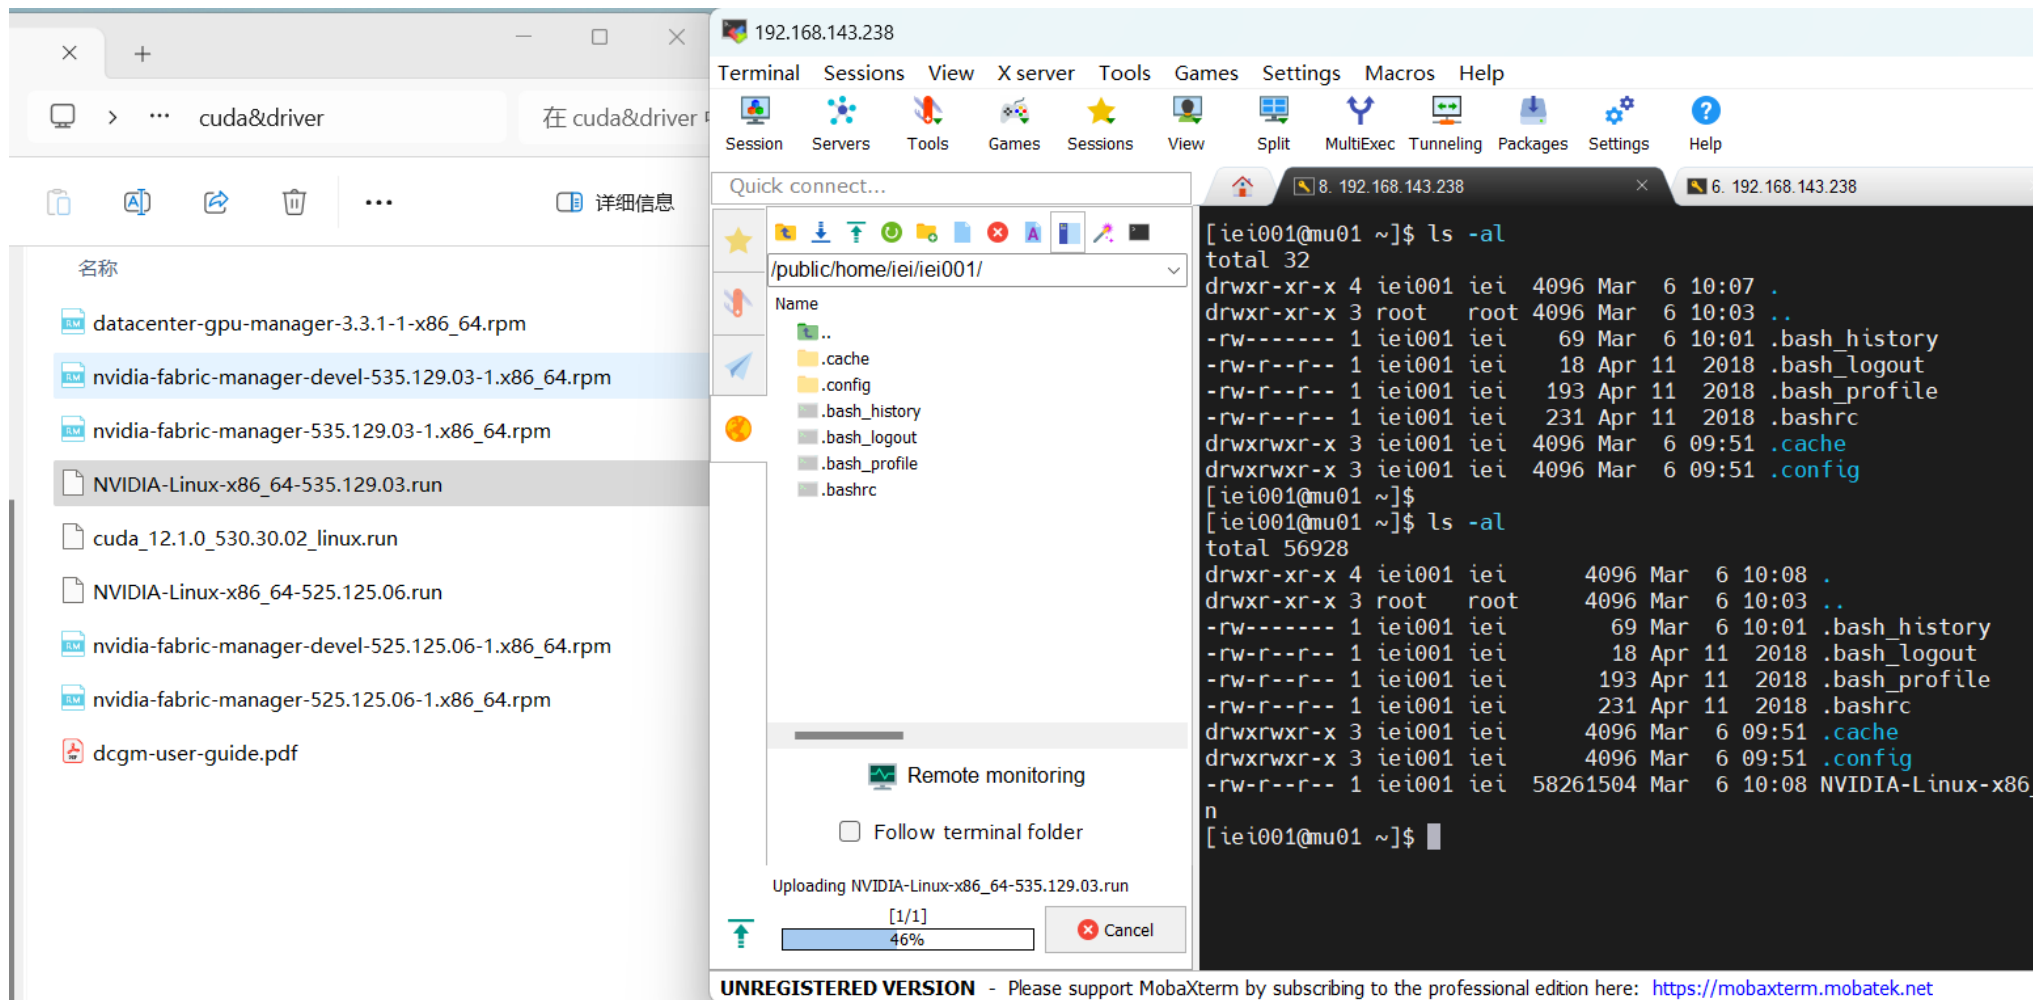 cuda&driver
在 cuda&driver
详细信息
名称
datacenter-gpu-manager-3.3.1-1-x86_64.rpm
nvidia-fabric-manager-devel-535.129.03-1.x86_64.rpm
nvidia-fabric-manager-535.129.03-1.x86_64.rpm
NVIDIA-Linux-x86_64-535.129.03.run
cuda_12.1.0_530.30.02_linux.run
NVIDIA-Linux-x86_64-525.125.06.run
nvidia-fabric-manager-devel-525.125.06-1.x86_64.rpm
nvidia-fabric-manager-525.125.06-1.x86_64.rpm
dcgm-user-guide.pdf
192.168.143.238
Terminal Sessions View X server Tools Games Settings Macros Help
Session Servers Tools Games Sessions View Split MultiExec Tunneling Packages Settings Help
Quick connect...
8. 192.168.143.238
6. 192.168.143.238
/public/home/iei/iei001/
Name
..
.cache
.config
.bash_history
.bash_logout
.bash_profile
.bashrc
Remote monitoring
Follow terminal folder
Uploading NVIDIA-Linux-x86_64-535.129.03.run
[1/1]
46%
Cancel
[iei001@mu01 ~]$ ls -al
total 32
drwxr-xr-x 4 iei001 iei 4096 Mar 6 10:07 .
drwxr-xr-x 3 root root 4096 Mar 6 10:03 ..
-rw------- 1 iei001 iei 69 Mar 6 10:01 .bash_history
-rw-r--r-- 1 iei001 iei 18 Apr 11 2018 .bash_logout
-rw-r--r-- 1 iei001 iei 193 Apr 11 2018 .bash_profile
-rw-r--r-- 1 iei001 iei 231 Apr 11 2018 .bashrc
drwxrwxr-x 3 iei001 iei 4096 Mar 6 09:51 .cache
drwxrwxr-x 3 iei001 iei 4096 Mar 6 09:51 .config
[iei001@mu01 ~]$
[iei001@mu01 ~]$ ls -al
total 56928
drwxr-xr-x 4 iei001 iei 4096 Mar 6 10:08 .
drwxr-xr-x 3 root root 4096 Mar 6 10:03 ..
-rw------- 1 iei001 iei 69 Mar 6 10:01 .bash_history
-rw-r--r-- 1 iei001 iei 18 Apr 11 2018 .bash_logout
-rw-r--r-- 1 iei001 iei 193 Apr 11 2018 .bash_profile
-rw-r--r-- 1 iei001 iei 231 Apr 11 2018 .bashrc
drwxrwxr-x 3 iei001 iei 4096 Mar 6 09:51 .cache
drwxrwxr-x 3 iei001 iei 4096 Mar 6 09:51 .config
-rw-r--r-- 1 iei001 iei 58261504 Mar 6 10:08 NVIDIA-Linux-x86_
n
[iei001@mu01 ~]$
UNREGISTERED VERSION - Please support MobaXterm by subscribing to the professional edition here: https://mobaxterm.mobatek.net